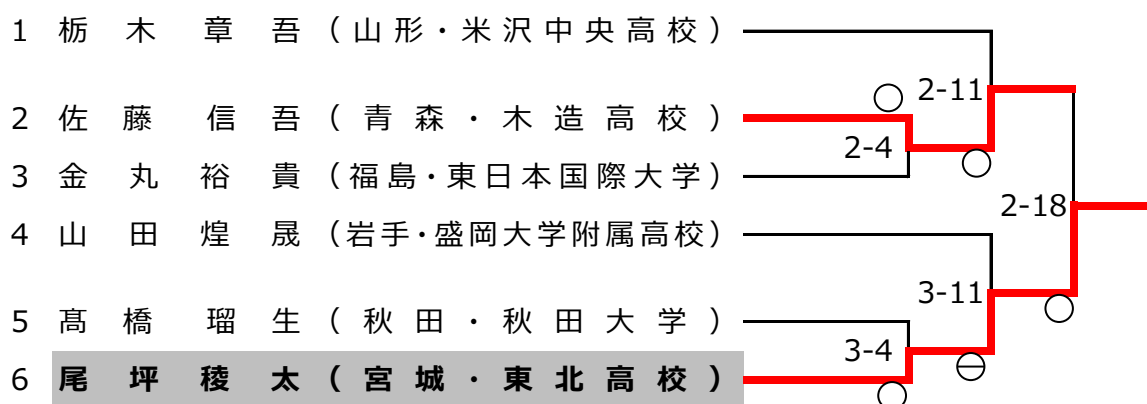 1 栃木章吾(山形・米沢中央高校)
2-11
2 佐藤信吾(青森・木造高校)
2-4
3 金丸裕貴(福島・東日本国際大学)
2-18
4 山田煌晟(岩手・盛岡大学附属高校)
3-11
5 髙橋瑠生(秋田・秋田大学)
3-4
6 尾坪稜太(宮城・東北高校)